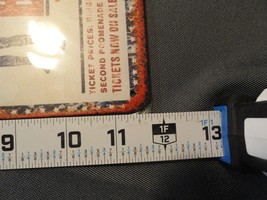 TICKET PRICES.
SECOND PROMENADE
TICKETS NOW ON SALE
9 10 11 1F 12 1F 13